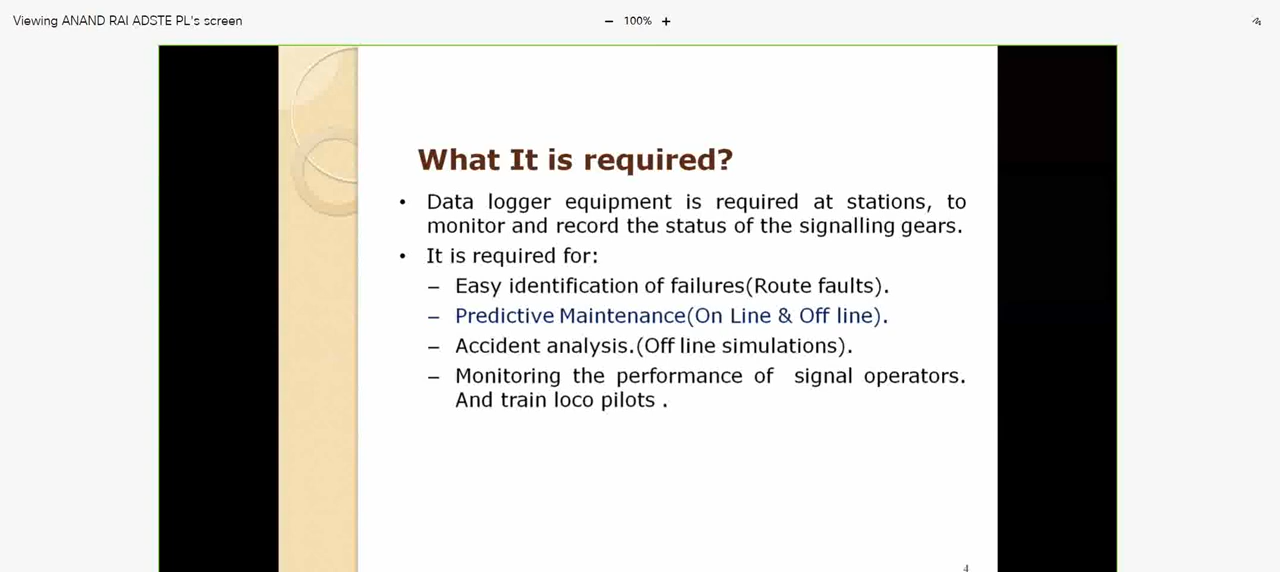 Viewing ANAND RAI ADSTE PL's screen
− 100% +
What It is required?
• Data logger equipment is required at stations, to
monitor and record the status of the signalling gears.
• It is required for:
– Easy identification of failures(Route faults).
– Predictive Maintenance(On Line & Off line).
– Accident analysis.(Off line simulations).
– Monitoring the performance of signal operators.
And train loco pilots .
4